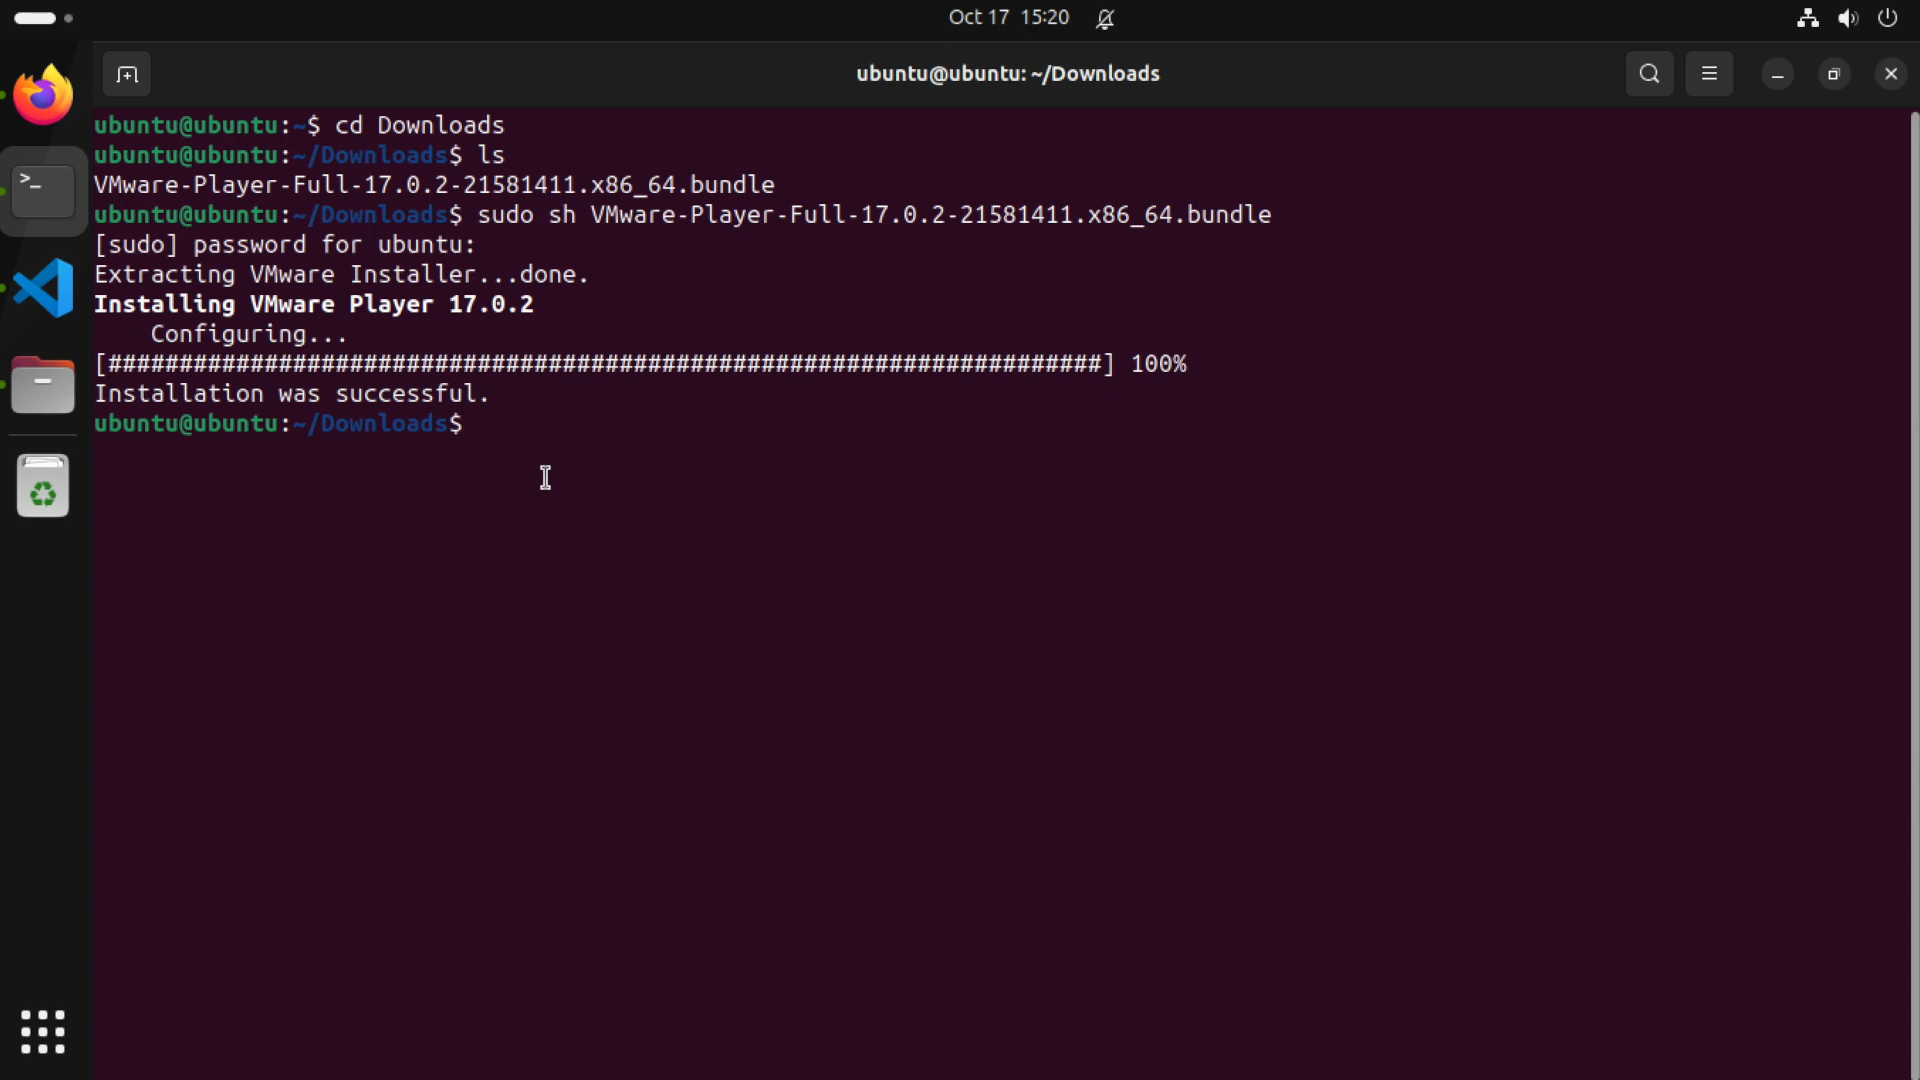 Oct 17 15:20
ubuntu@ubuntu: ~/Downloads
ubuntu@ubuntu:~$ cd Downloads
ubuntu@ubuntu:~/Downloads$ ls
VMware-Player-Full-17.0.2-21581411.x86_64.bundle
ubuntu@ubuntu:~/Downloads$ sudo sh VMware-Player-Full-17.0.2-21581411.x86_64.bundle
[sudo] password for ubuntu:
Extracting VMware Installer...done.
Installing VMware Player 17.0.2
    Configuring...
[######################################################################] 100%
Installation was successful.
ubuntu@ubuntu:~/Downloads$